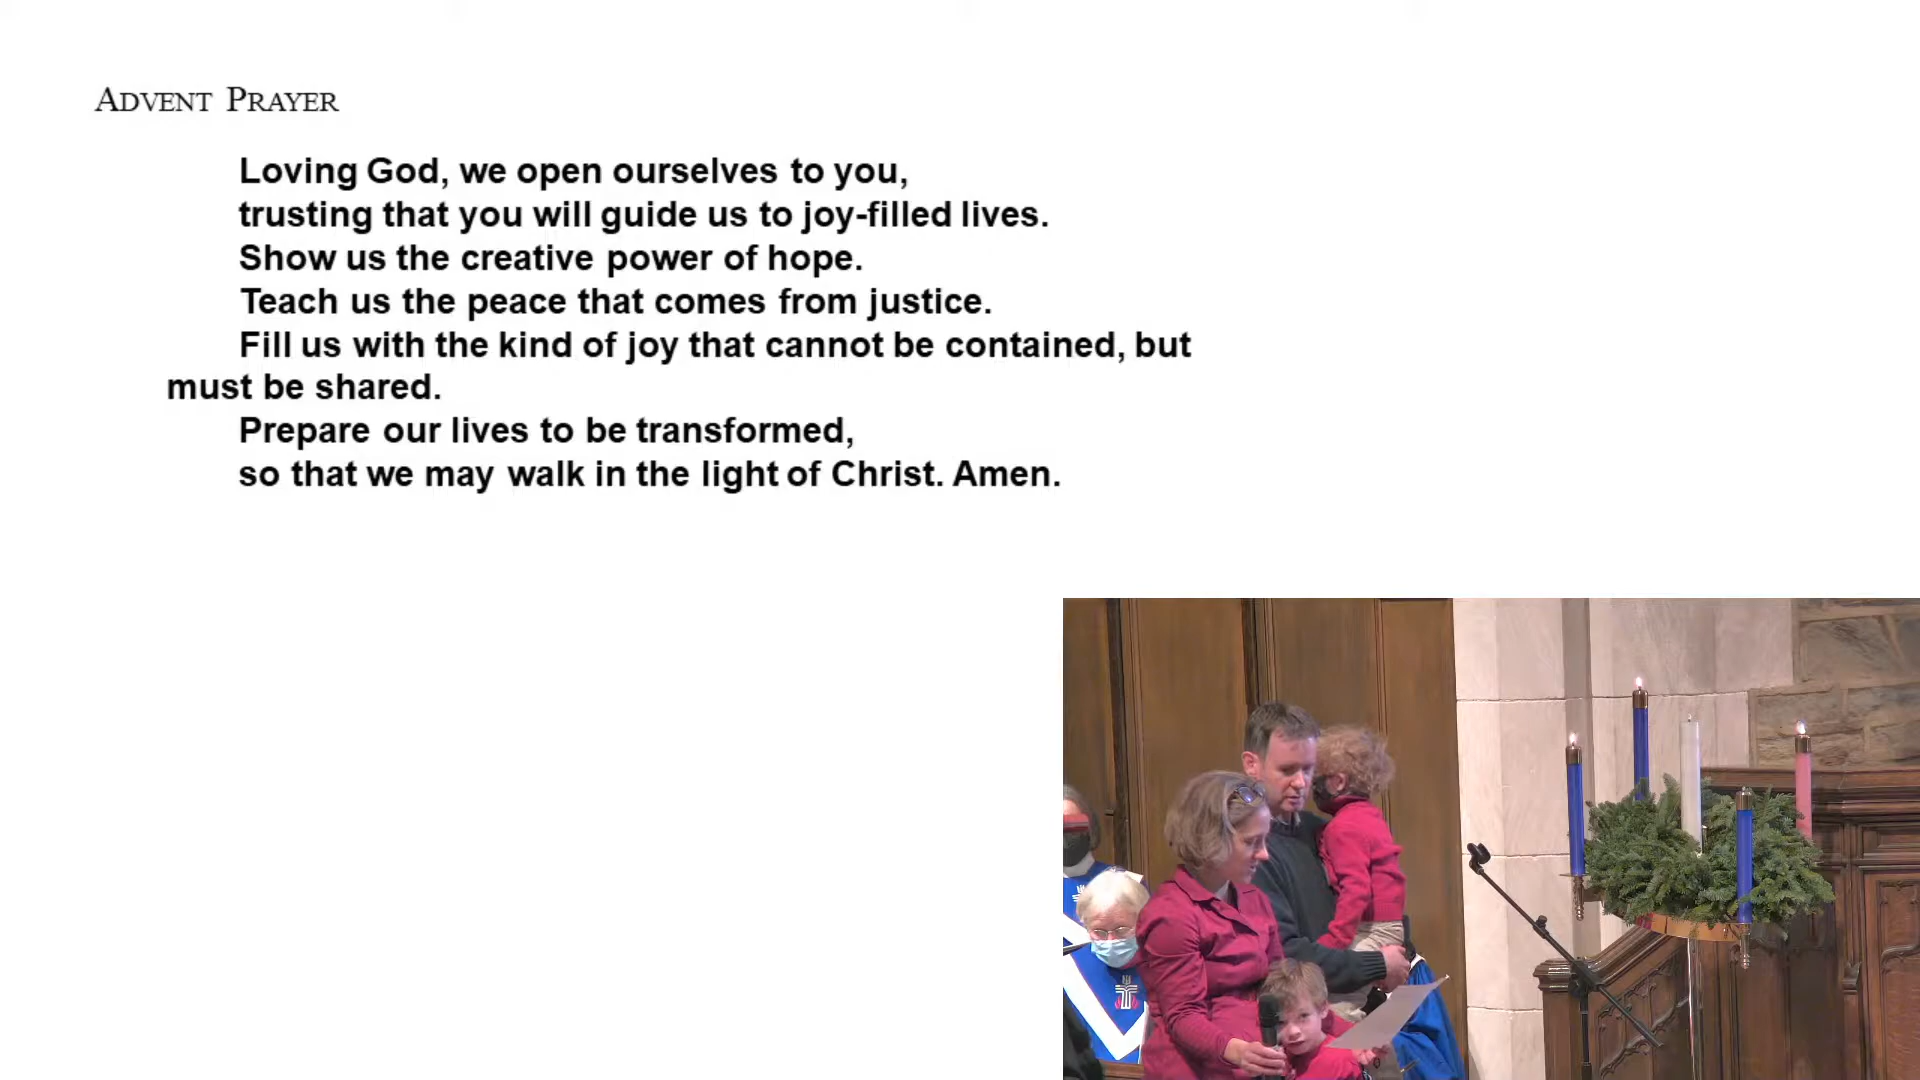 ADVENT PRAYER
Loving God, we open ourselves to you,
trusting that you will guide us to joy-filled lives.
Show us the creative power of hope.
Teach us the peace that comes from justice.
Fill us with the kind of joy that cannot be contained, but
must be shared.
Prepare our lives to be transformed,
so that we may walk in the light of Christ. Amen.